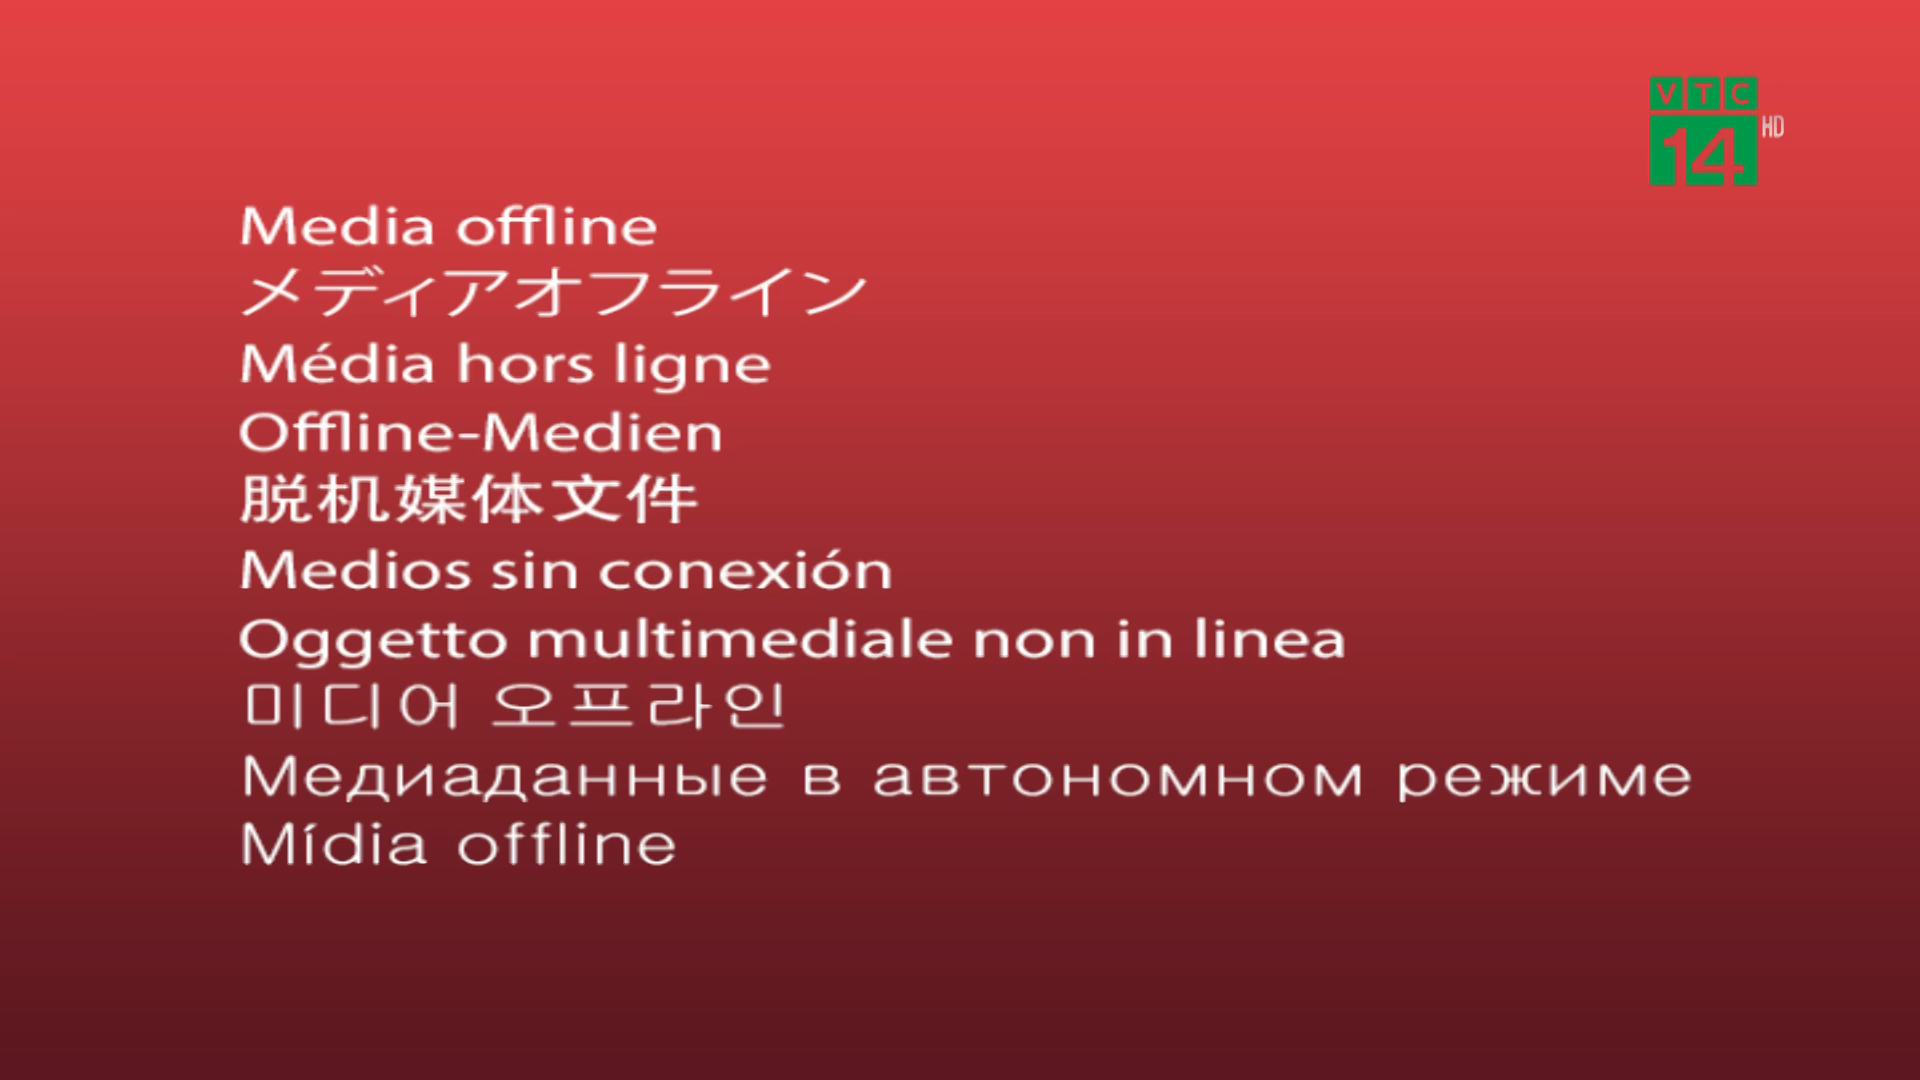 VTC
14 HD
Media offline
メディアオフライン
Média hors ligne
Offline-Medien
脱机媒体文件
Medios sin conexión
Oggetto multimediale non in linea
미디어 오프라인
Медиаданные в автономном режиме
Mídia offline